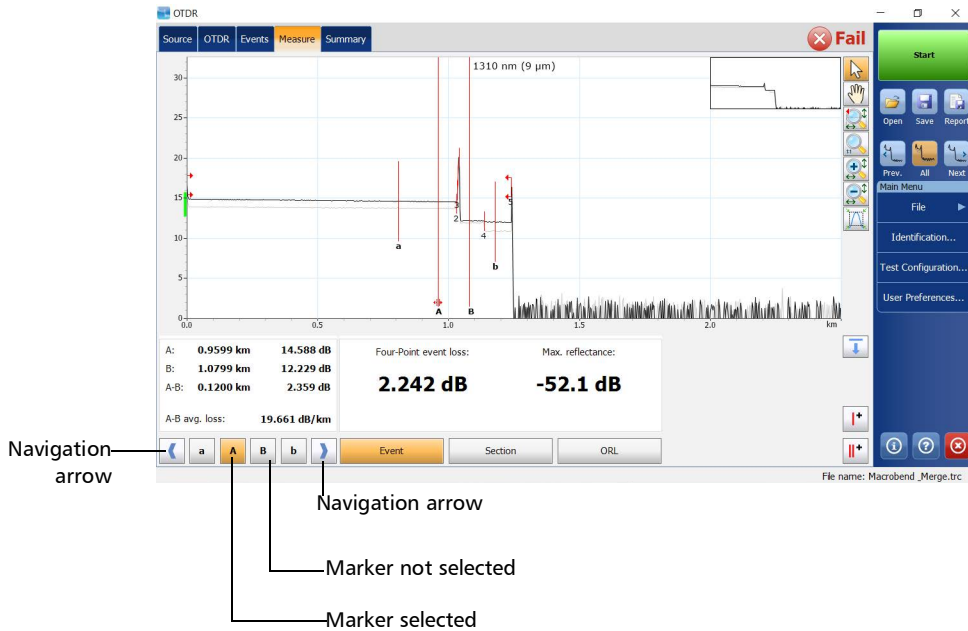 OTDR
Source OTDR Events Measure Summary
Fail
Start
1310 nm (9 µm)
30
25
20
15
10
5
0
0.0 0.5 1.0 1.5 2.0 km
a
A
B
b
2
3
4
5
Open Save Report
Prev. All Next
Main Menu
File
Identification...
Test Configuration...
User Preferences...
A: 0.9599 km 14.588 dB
B: 1.0799 km 12.229 dB
A-B: 0.1200 km 2.359 dB
A-B avg. loss: 19.661 dB/km
Four-Point event loss:
2.242 dB
Max. reflectance:
-52.1 dB
a A B b
Event Section ORL
File name: Macrobend _Merge.trc
Navigation
arrow
Navigation arrow
Marker not selected
Marker selected